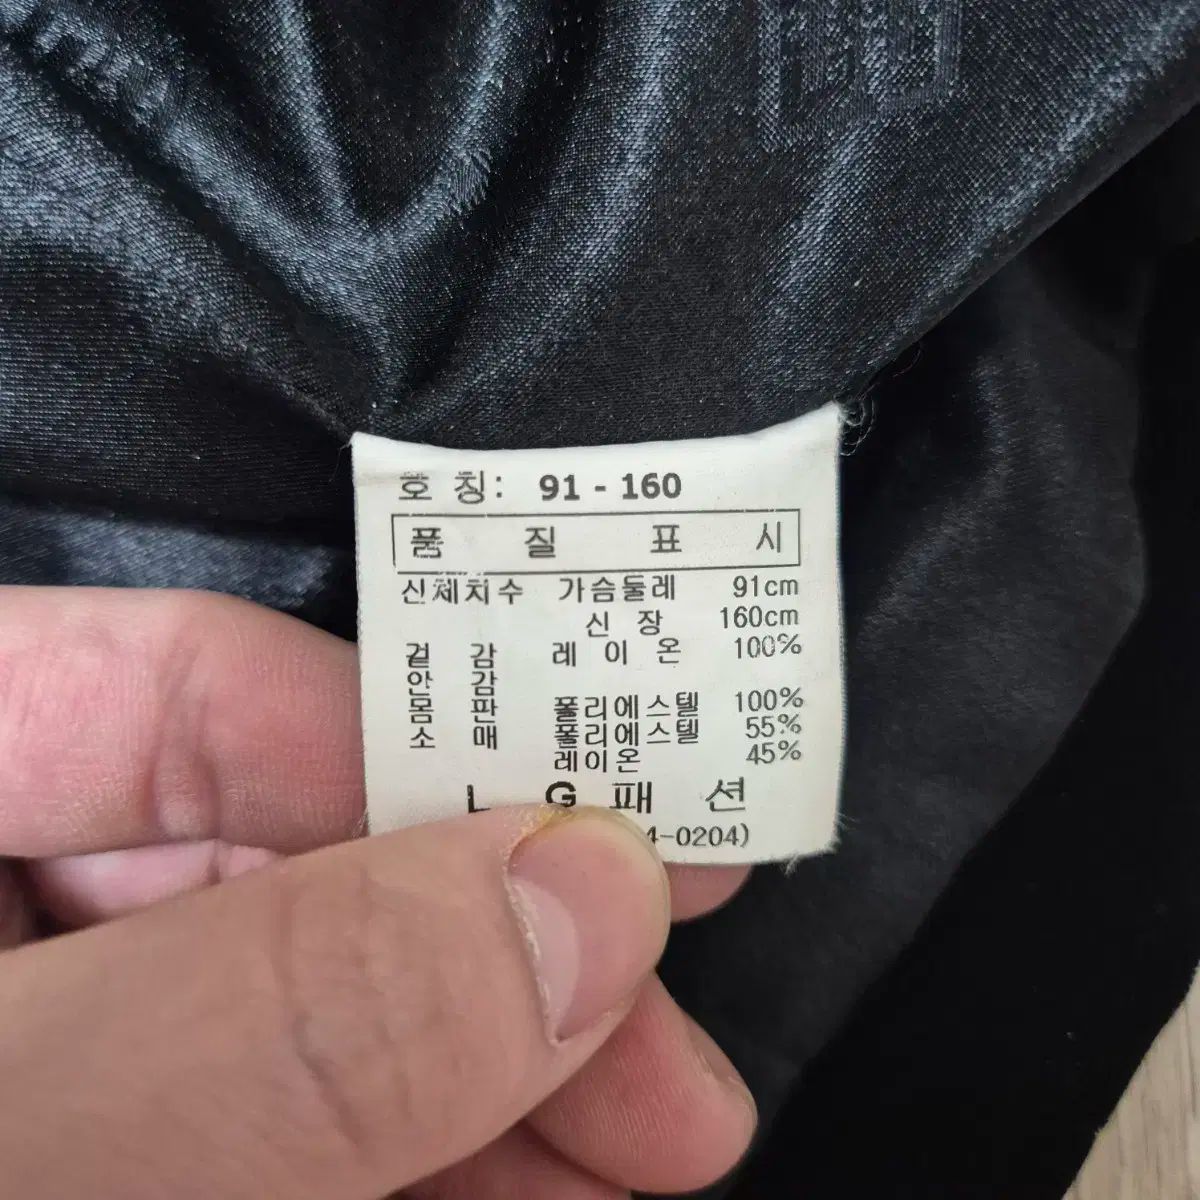 호 칭: 91 - 160
품 질 표 시
신체치수 가슴둘레 91cm
신 장 160cm
겉 감 레 이 온 100%
안 감
몸 판 폴리에스텔 100%
소 매 폴리에스텔 55%
레이온 45%
L G 패 션
4-0204)